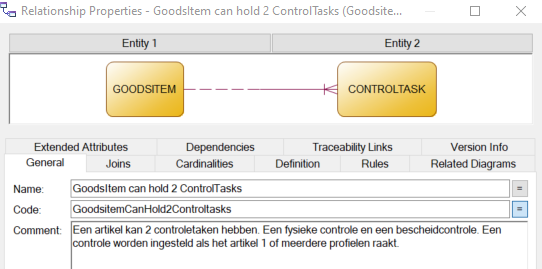 Relationship Properties - GoodsItem can hold 2 ControlTasks (Goodsite...
Entity 1 Entity 2
GOODSITEM CONTROLTASK
Extended Attributes Dependencies Traceability Links Version Info
General Joins Cardinalities Definition Rules Related Diagrams
Name: GoodsItem can hold 2 ControlTasks =
Code: GoodsitemCanHold2Controltasks =
Comment: Een artikel kan 2 controletaken hebben. Een fysieke controle en een bescheidcontrole. Een
controle worden ingesteld als het artikel 1 of meerdere profielen raakt.